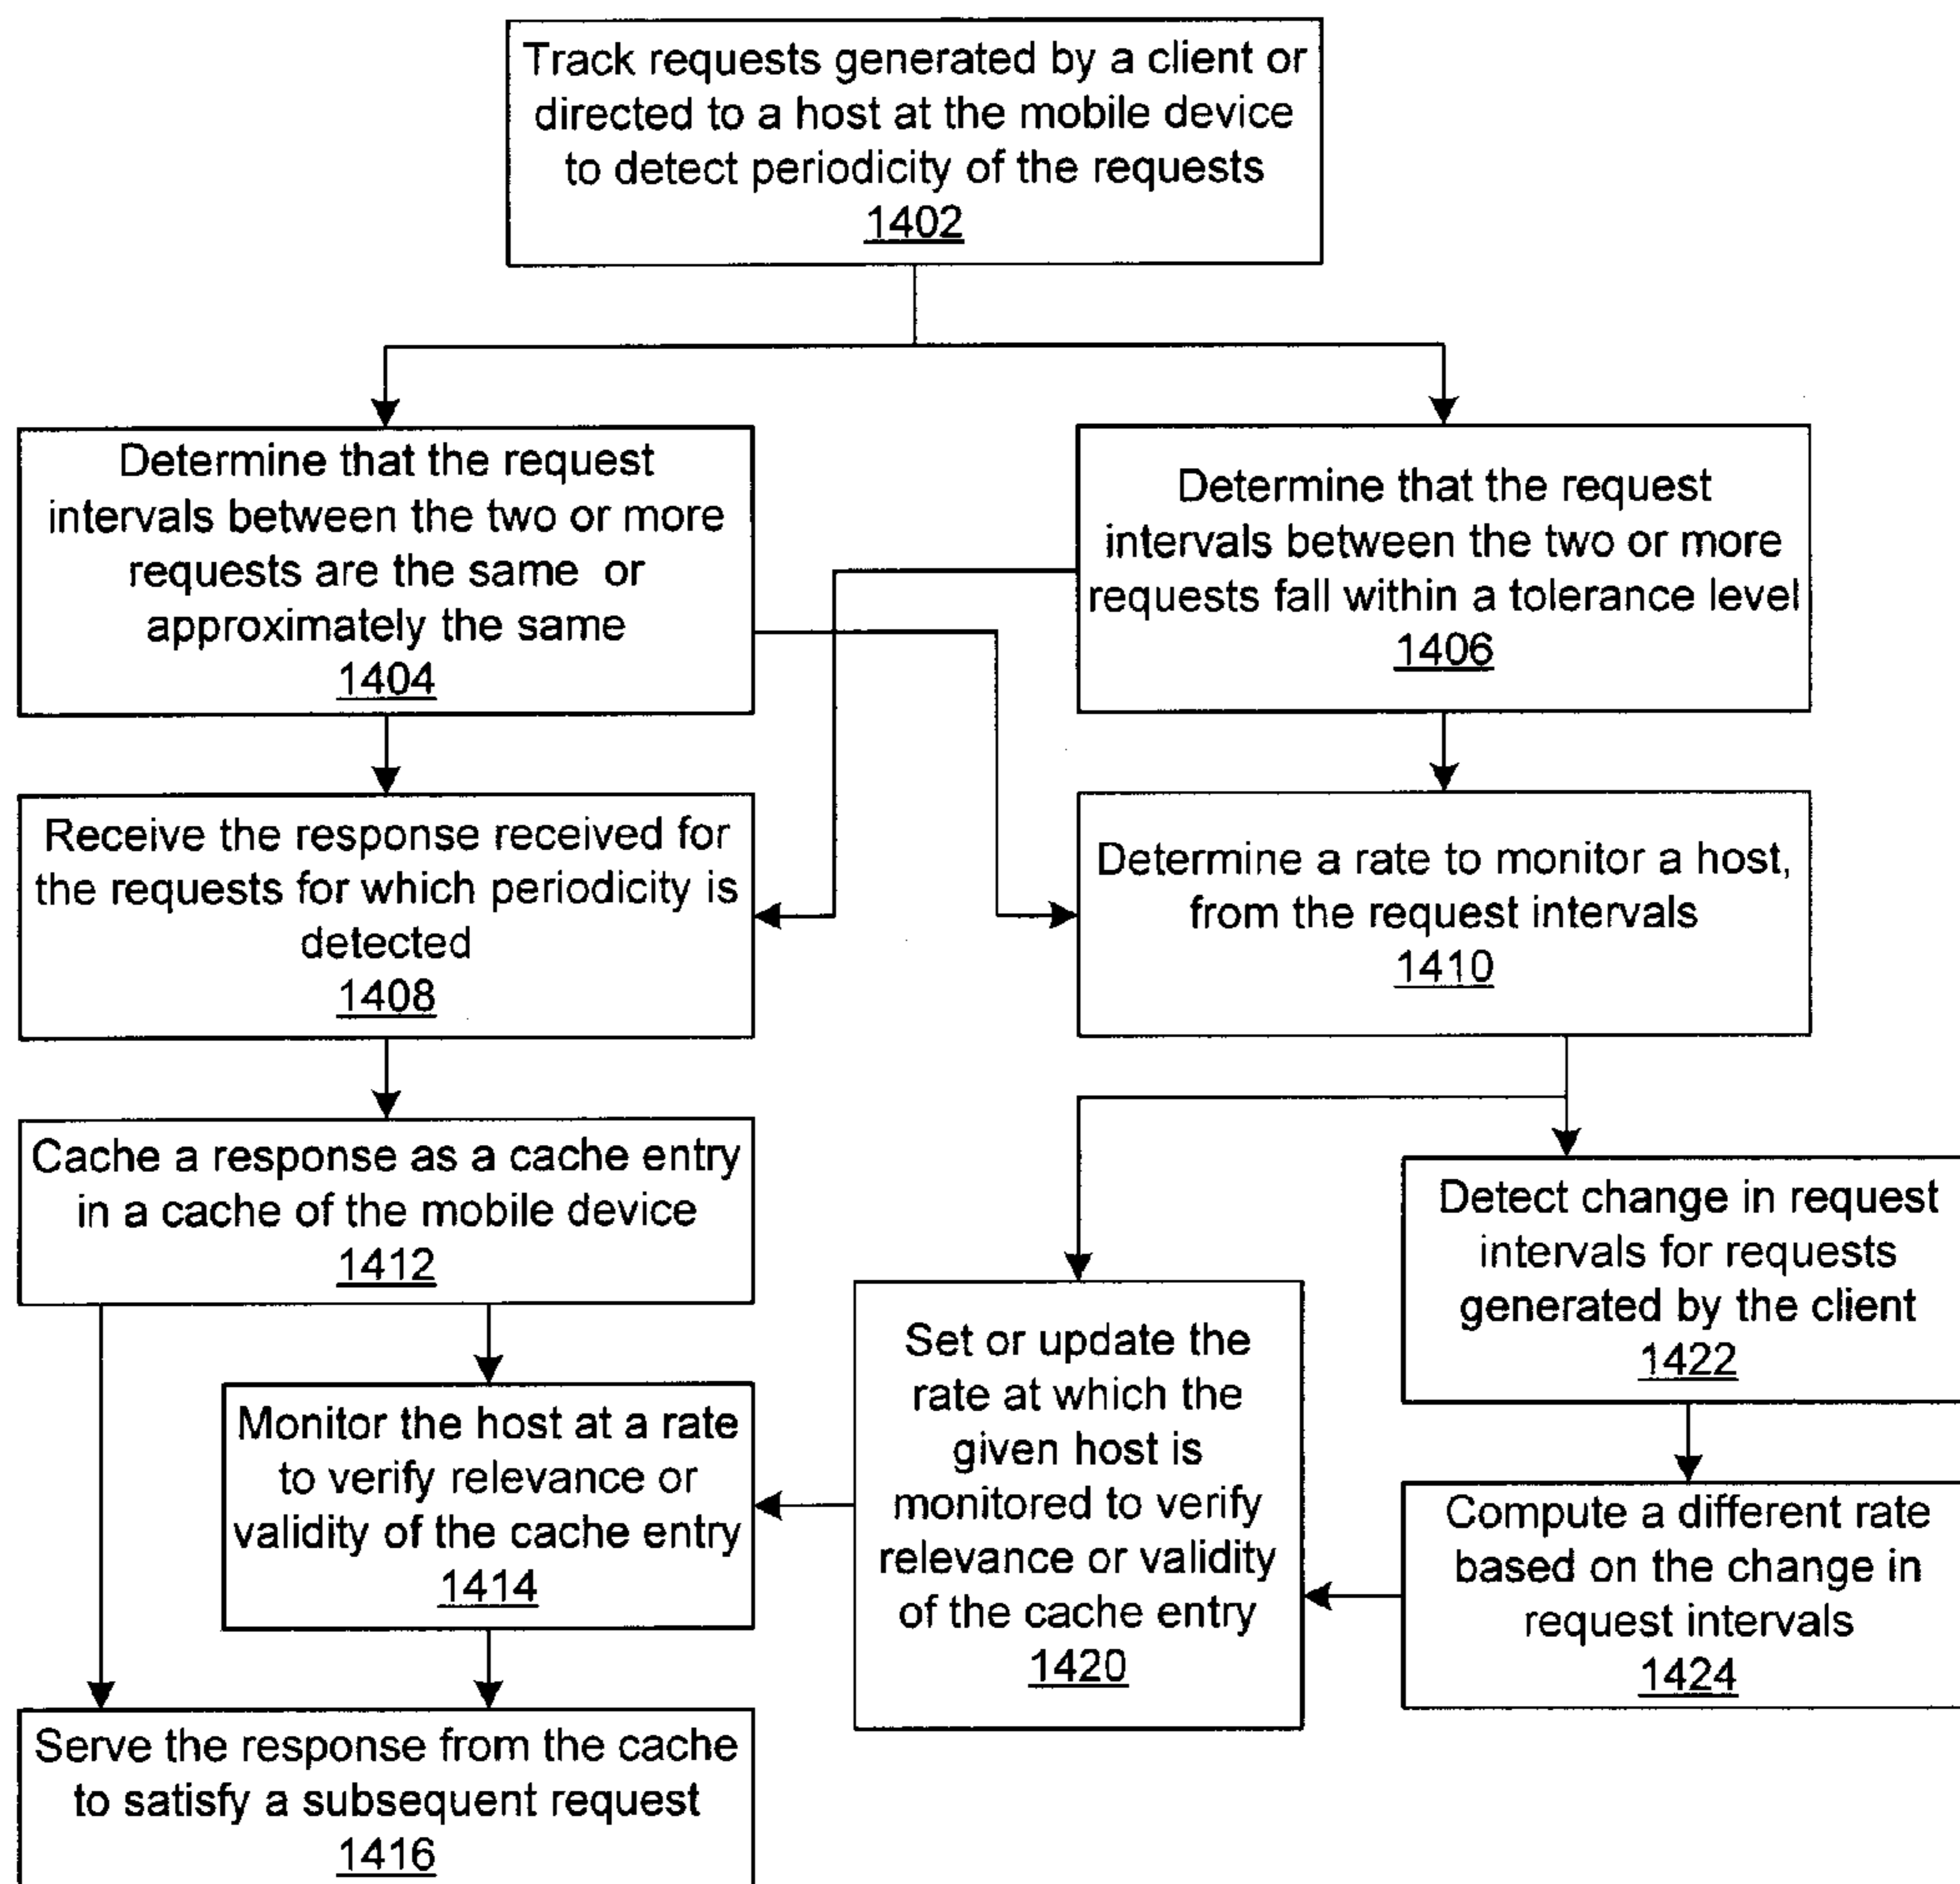 Track requests generated by a client or
directed to a host at the mobile device
to detect periodicity of the requests
1402
Determine that the request
intervals between the two or more
requests are the same or
approximately the same
1404
Determine that the request
intervals between the two or more
requests fall within a tolerance level
1406
Receive the response received for
the requests for which periodicity is
detected
1408
Determine a rate to monitor a host,
from the request intervals
1410
Cache a response as a cache entry
in a cache of the mobile device
1412
Detect change in request
intervals for requests
generated by the client
1422
Set or update the
rate at which the
given host is
monitored to verify
relevance or validity
of the cache entry
1420
Monitor the host at a rate
to verify relevance or
validity of the cache entry
1414
Compute a different rate
based on the change in
request intervals
1424
Serve the response from the cache
to satisfy a subsequent request
1416